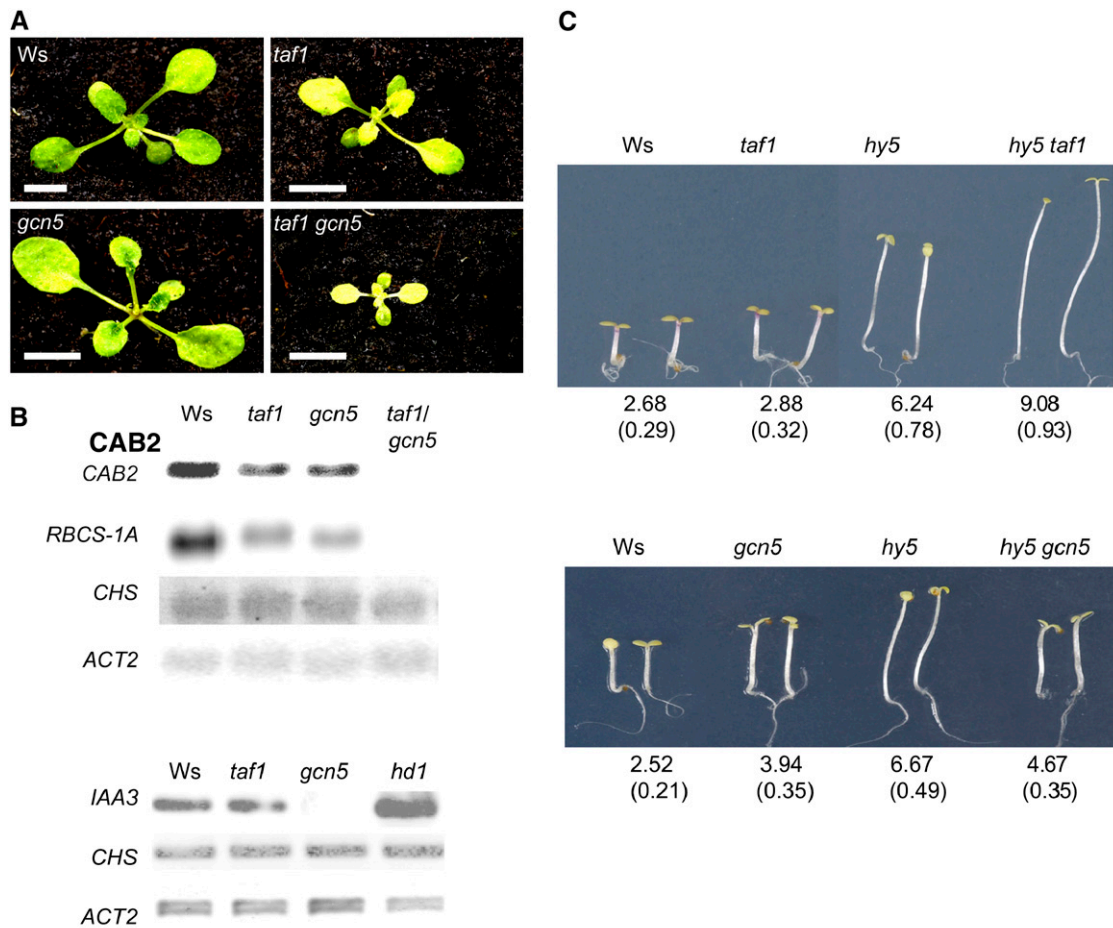 A
Ws
taf1
gcn5
taf1 gcn5
B
Ws taf1 gcn5 taf1/
gcn5
CAB2
CAB2
RBCS-1A
CHS
ACT2
Ws taf1 gcn5 hd1
IAA3
CHS
ACT2
C
Ws taf1 hy5 hy5 taf1
2.68 2.88 6.24 9.08
(0.29) (0.32) (0.78) (0.93)
Ws gcn5 hy5 hy5 gcn5
2.52 3.94 6.67 4.67
(0.21) (0.35) (0.49) (0.35)